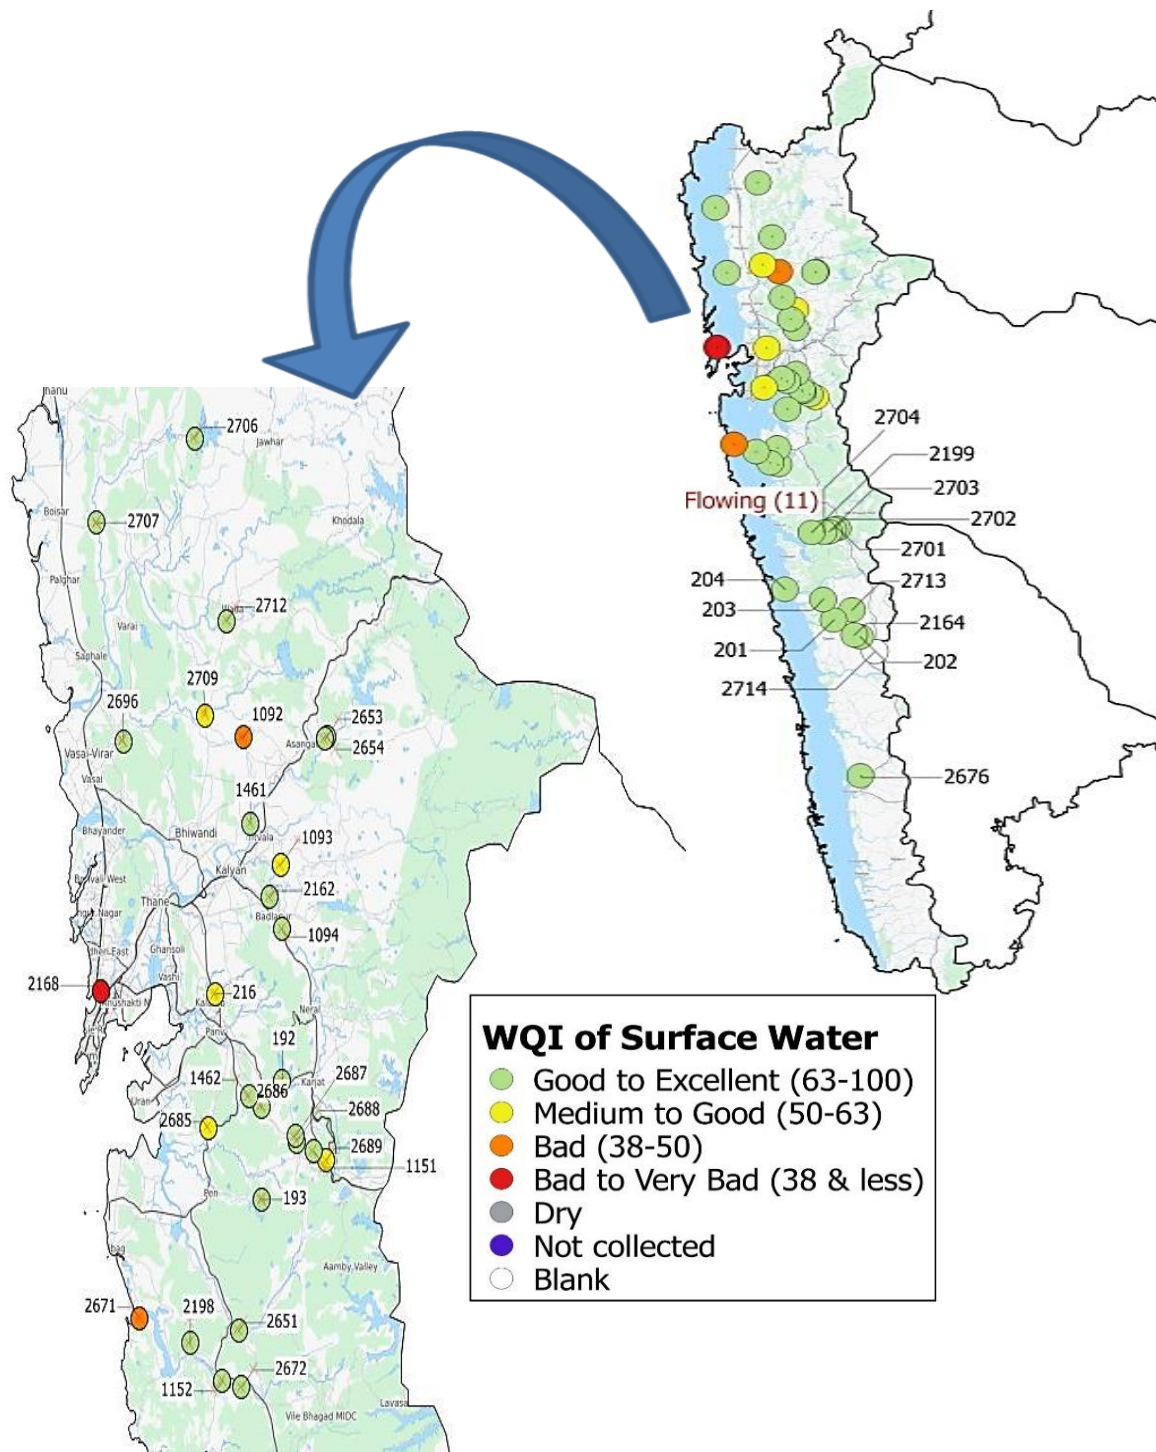 2704
2199
Flowing (11)
2703
2702
2701
204
2713
203
2164
201
202
2714
2676
2706
Jawhar
Boisar
2707
Khodala
Palghar
2712
Varai
Saphale
2709
2696
1092
2653
Vasai-Virar
2654
Vasai
1461
Bhayander
Bhiwandi
1093
Kalyan
2162
Thane
1094
Ghansoli
Vashi
2168
216
Neral
192
Karjat
2687
1462
2686
Uran
2688
2685
2689
1151
Pen
193
Aamby Valley
2671
2198
2651
2672
1152
Lavasa
Vile Bhagad MIDC
WQI of Surface Water
Good to Excellent (63-100)
Medium to Good (50-63)
Bad (38-50)
Bad to Very Bad (38 & less)
Dry
Not collected
Blank